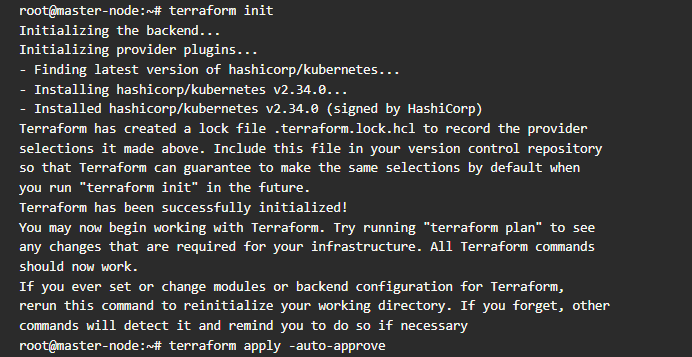 root@master-node:~# terraform init
Initializing the backend...
Initializing provider plugins...
- Finding latest version of hashicorp/kubernetes...
- Installing hashicorp/kubernetes v2.34.0...
- Installed hashicorp/kubernetes v2.34.0 (signed by HashiCorp)
Terraform has created a lock file .terraform.lock.hcl to record the provider
selections it made above. Include this file in your version control repository
so that Terraform can guarantee to make the same selections by default when
you run "terraform init" in the future.
Terraform has been successfully initialized!
You may now begin working with Terraform. Try running "terraform plan" to see
any changes that are required for your infrastructure. All Terraform commands
should now work.
If you ever set or change modules or backend configuration for Terraform,
rerun this command to reinitialize your working directory. If you forget, other
commands will detect it and remind you to do so if necessary
root@master-node:~# terraform apply -auto-approve